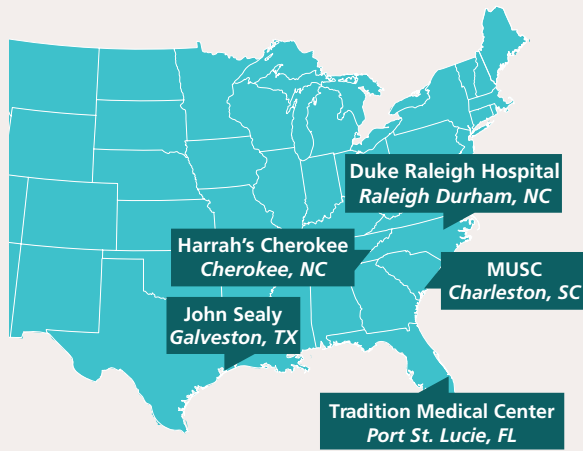 Duke Raleigh Hospital
Raleigh Durham, NC
Harrah's Cherokee
Cherokee, NC
MUSC
Charleston, SC
John Sealy
Galveston, TX
Tradition Medical Center
Port St. Lucie, FL